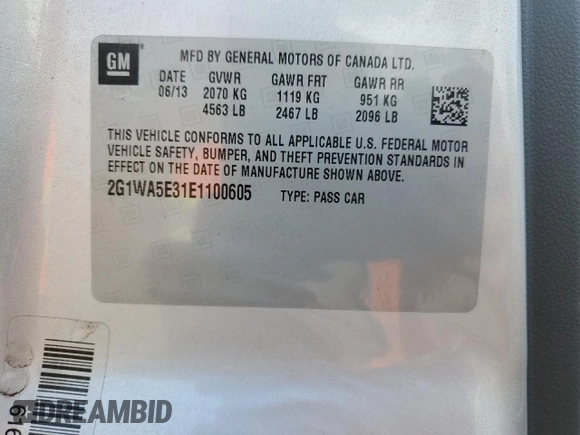 GM
MFD BY GENERAL MOTORS OF CANADA LTD.
DATE GVWR GAWR FRT GAWR RR
06/13 2070 KG 1119 KG 951 KG
4563 LB 2467 LB 2096 LB
THIS VEHICLE CONFORMS TO ALL APPLICABLE U.S. FEDERAL MOTOR
VEHICLE SAFETY, BUMPER, AND THEFT PREVENTION STANDARDS IN
EFFECT ON THE DATE OF MANUFACTURE SHOWN ABOVE.
2G1WA5E31E1100605 TYPE: PASS CAR
DREAMBID